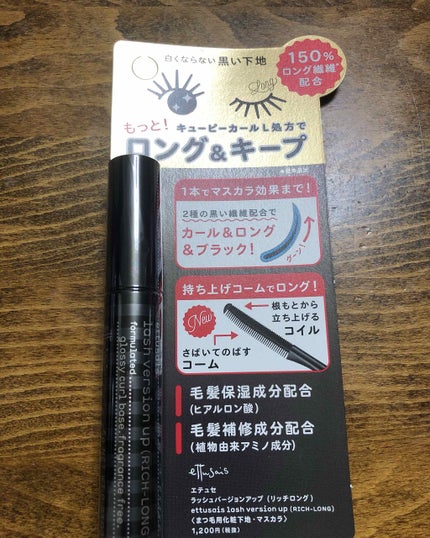 白くならない黒い下地
150%
ロング繊維
配合
Long
もっと! キューピーカールL処方で
ロング&キープ
1本でマスカラ効果まで!
2種の黒い繊維配合で
カール&ロング
&ブラック!
グーン!
持ち上げコームでロング!
New
根もとから
立ち上げる
コイル
さばいてのばす
コーム
毛髪保湿成分配合
(ヒアルロン酸)
毛髪補修成分配合
(植物由来アミノ成分)
ettusais
エテュセ
ラッシュバージョンアップ (リッチロング)
ettusais lash version up (RICH-LONG)
〈まつ毛用化粧下地・マスカラ〉
1,200円(税抜)
ettusais
lash version up (RICH-LONG)
formulated
glossy curl base, fragrance free.